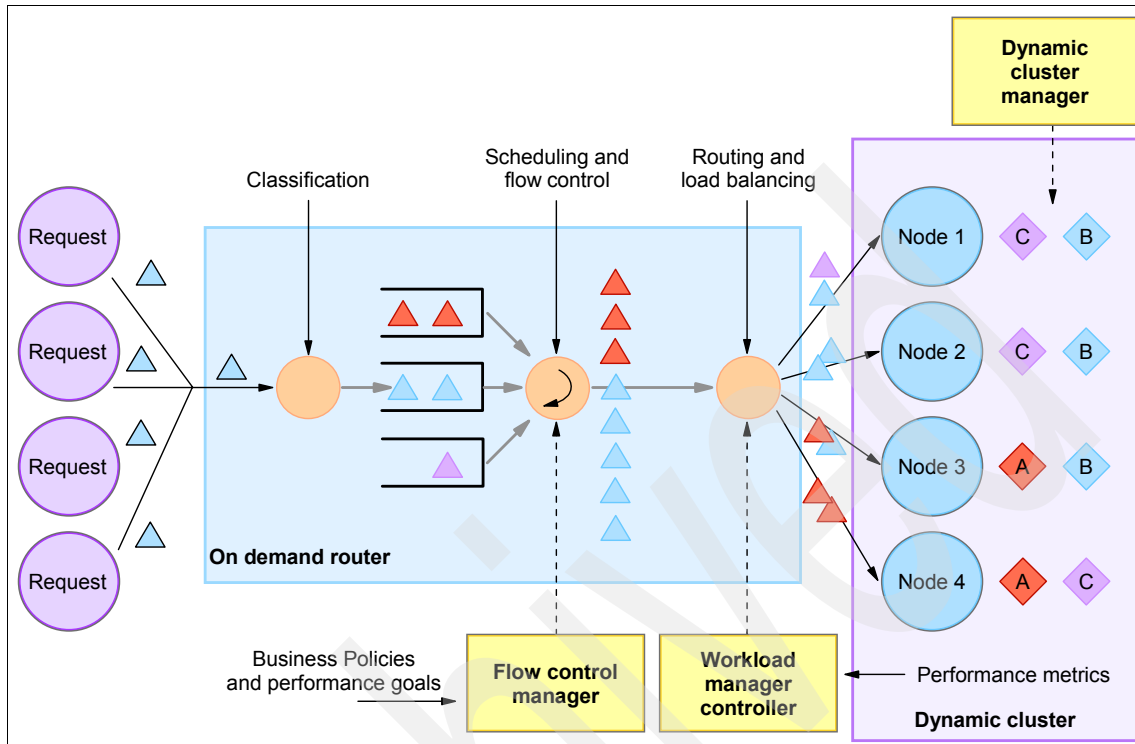 Dynamic
cluster
manager
Scheduling and
flow control
Routing and
load balancing
Classification
Request
Request
Request
Request
Node 1
C
B
Node 2
C
B
Node 3
A
B
Node 4
A
C
On demand router
Business Policies
and performance goals
Flow control
manager
Workload
manager
controller
Performance metrics
Dynamic cluster